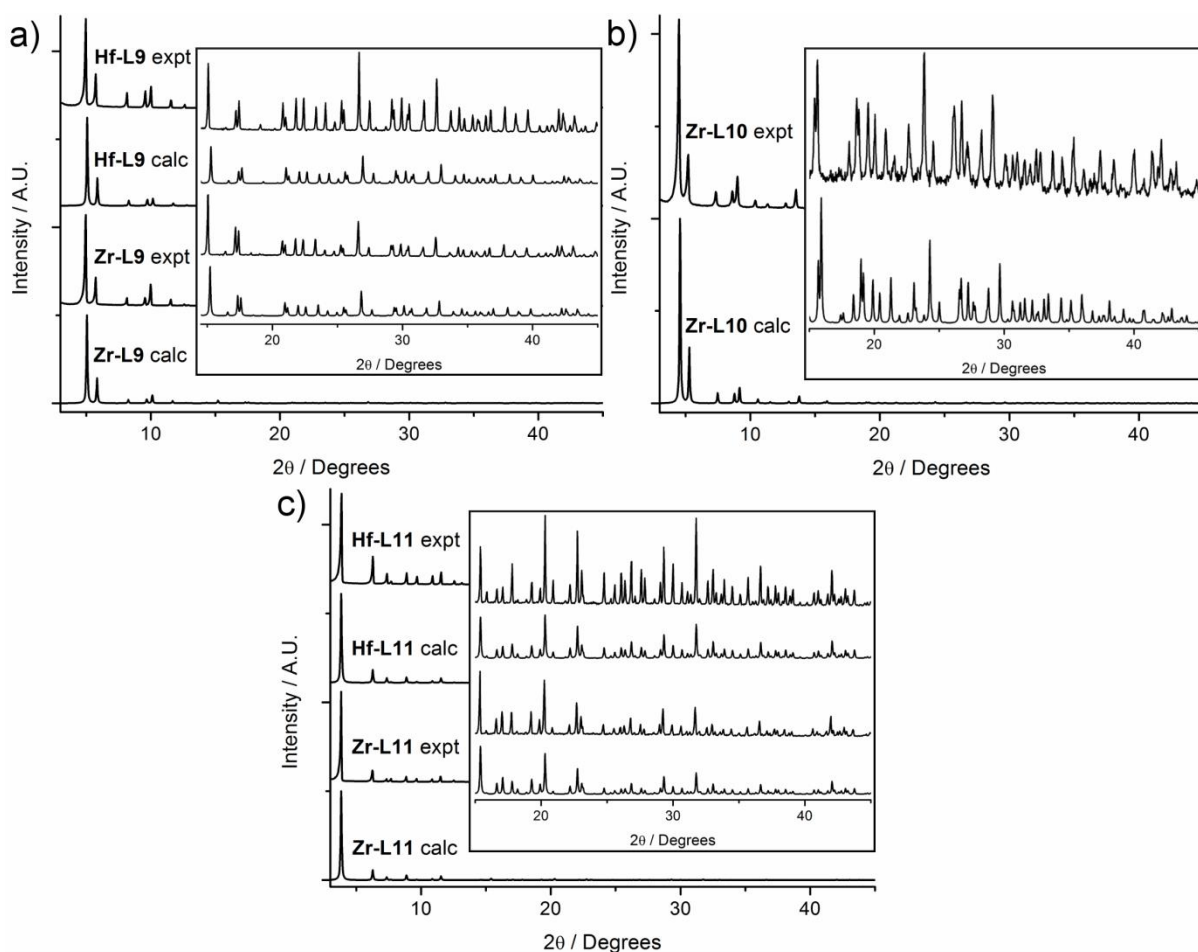 a)
Intensity / A.U.
Hf-L9 expt
Hf-L9 calc
Zr-L9 expt
Zr-L9 calc
20 30 40
2θ / Degrees
10 20 30 40
2θ / Degrees
b)
Intensity / A.U.
Zr-L10 expt
Zr-L10 calc
20 30 40
2θ / Degrees
10 20 30 40
2θ / Degrees
c)
Intensity / A.U.
Hf-L11 expt
Hf-L11 calc
Zr-L11 expt
Zr-L11 calc
20 30 40
2θ / Degrees
10 20 30 40
2θ / Degrees